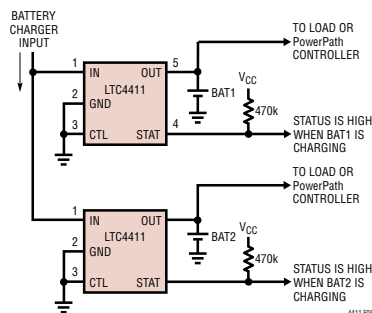 BATTERY
CHARGER
INPUT
1
IN
OUT
5
LTC4411
2
GND
3
CTL
STAT
4
BAT1
VCC
470k
TO LOAD OR
PowerPath
CONTROLLER
STATUS IS HIGH
WHEN BAT1 IS
CHARGING
1
IN
OUT
LTC4411
2
GND
3
CTL
STAT
BAT2
VCC
470k
TO LOAD OR
PowerPath
CONTROLLER
STATUS IS HIGH
WHEN BAT2 IS
CHARGING